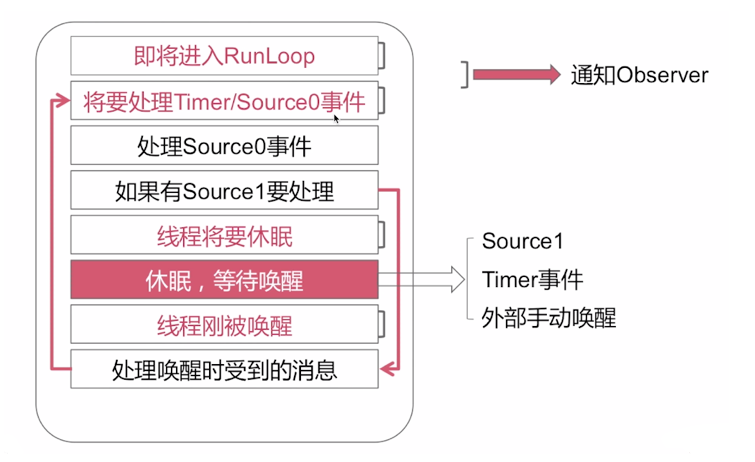 即将进入RunLoop
通知Observer
将要处理Timer/Source0事件
处理Source0事件
如果有Source1要处理
线程将要休眠
Source1
休眠，等待唤醒
Timer事件
线程刚被唤醒
外部手动唤醒
处理唤醒时受到的消息